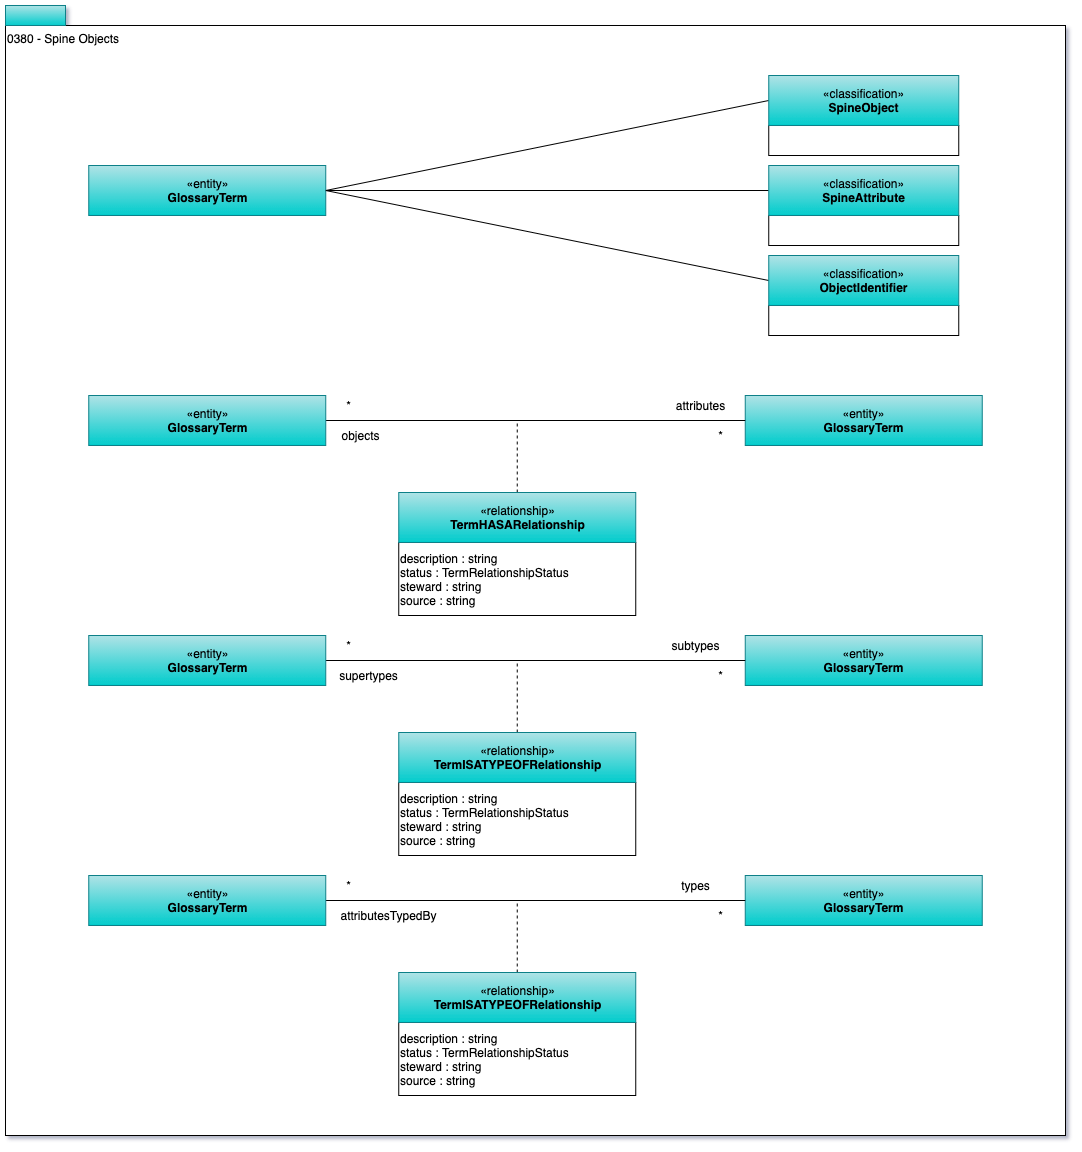 0380 - Spine Objects
«classification»
SpineObject
«entity»
GlossaryTerm
«classification»
SpineAttribute
«classification»
ObjectIdentifier
«entity»
GlossaryTerm
*
objects
attributes
*
«entity»
GlossaryTerm
«relationship»
TermHASARelationship
description : string
status : TermRelationshipStatus
steward : string
source : string
«entity»
GlossaryTerm
*
supertypes
subtypes
*
«entity»
GlossaryTerm
«relationship»
TermISATYPEOFRelationship
description : string
status : TermRelationshipStatus
steward : string
source : string
«entity»
GlossaryTerm
*
attributesTypedBy
types
*
«entity»
GlossaryTerm
«relationship»
TermISATYPEOFRelationship
description : string
status : TermRelationshipStatus
steward : string
source : string